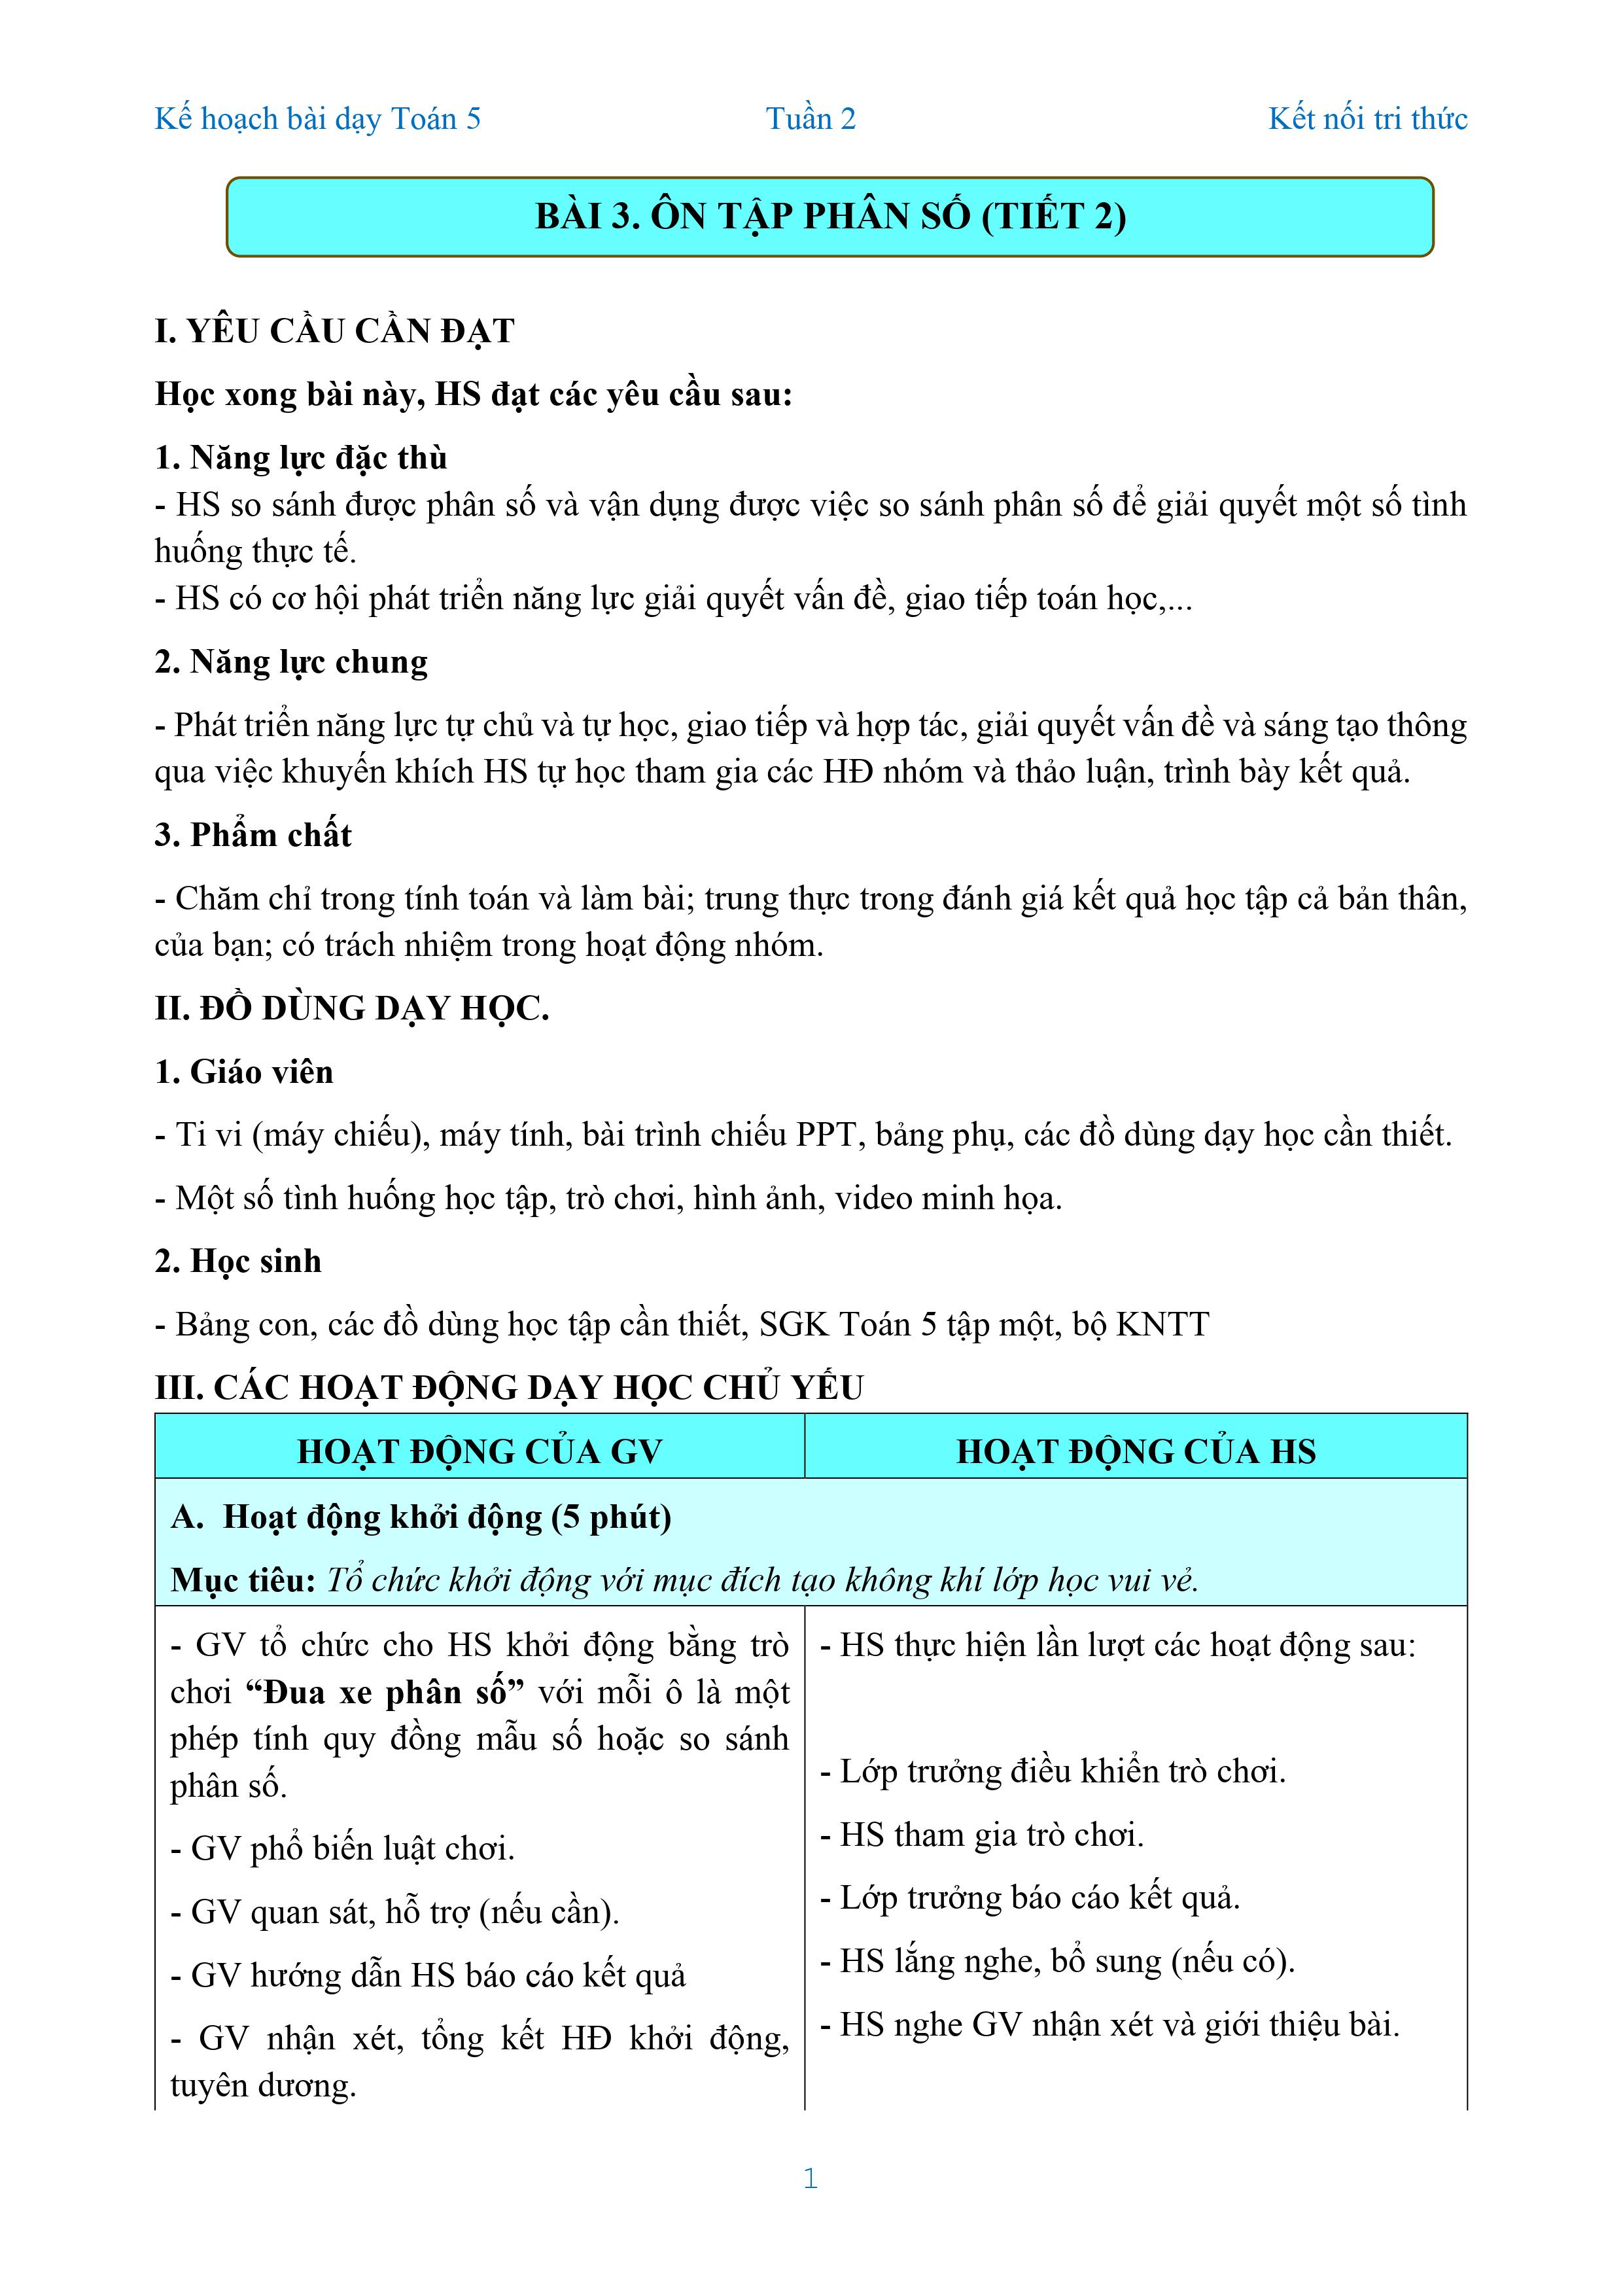 Kế hoạch bài dạy Toán 5 Tuần 2 Kết nối tri thức
BÀI 3. ÔN TẬP PHÂN SỐ (TIẾT 2)
I. YÊU CẦU CẦN ĐẠT
Học xong bài này, HS đạt các yêu cầu sau:
1. Năng lực đặc thù
- HS so sánh được phân số và vận dụng được việc so sánh phân số để giải quyết một số tình
huống thực tế.
- HS có cơ hội phát triển năng lực giải quyết vấn đề, giao tiếp toán học,...
2. Năng lực chung
- Phát triển năng lực tự chủ và tự học, giao tiếp và hợp tác, giải quyết vấn đề và sáng tạo thông
qua việc khuyến khích HS tự học tham gia các HĐ nhóm và thảo luận, trình bày kết quả.
3. Phẩm chất
- Chăm chỉ trong tính toán và làm bài; trung thực trong đánh giá kết quả học tập cả bản thân,
của bạn; có trách nhiệm trong hoạt động nhóm.
II. ĐỒ DÙNG DẠY HỌC.
1. Giáo viên
- Ti vi (máy chiếu), máy tính, bài trình chiếu PPT, bảng phụ, các đồ dùng dạy học cần thiết.
- Một số tình huống học tập, trò chơi, hình ảnh, video minh họa.
2. Học sinh
- Bảng con, các đồ dùng học tập cần thiết, SGK Toán 5 tập một, bộ KNTT
III. CÁC HOẠT ĐỘNG DẠY HỌC CHỦ YẾU
HOẠT ĐỘNG CỦA GV
HOẠT ĐỘNG CỦA HS
A. Hoạt động khởi động (5 phút)
Mục tiêu: Tổ chức khởi động với mục đích tạo không khí lớp học vui vẻ.
- GV tổ chức cho HS khởi động bằng trò
chơi “Đua xe phân số” với mỗi ô là một
phép tính quy đồng mẫu số hoặc so sánh
phân số.
- GV phổ biến luật chơi.
- GV quan sát, hỗ trợ (nếu cần).
- GV hướng dẫn HS báo cáo kết quả
- GV nhận xét, tổng kết HĐ khởi động,
tuyên dương.
- HS thực hiện lần lượt các hoạt động sau:
- Lớp trưởng điều khiển trò chơi.
- HS tham gia trò chơi.
- Lớp trưởng báo cáo kết quả.
- HS lắng nghe, bổ sung (nếu có).
- HS nghe GV nhận xét và giới thiệu bài.
1